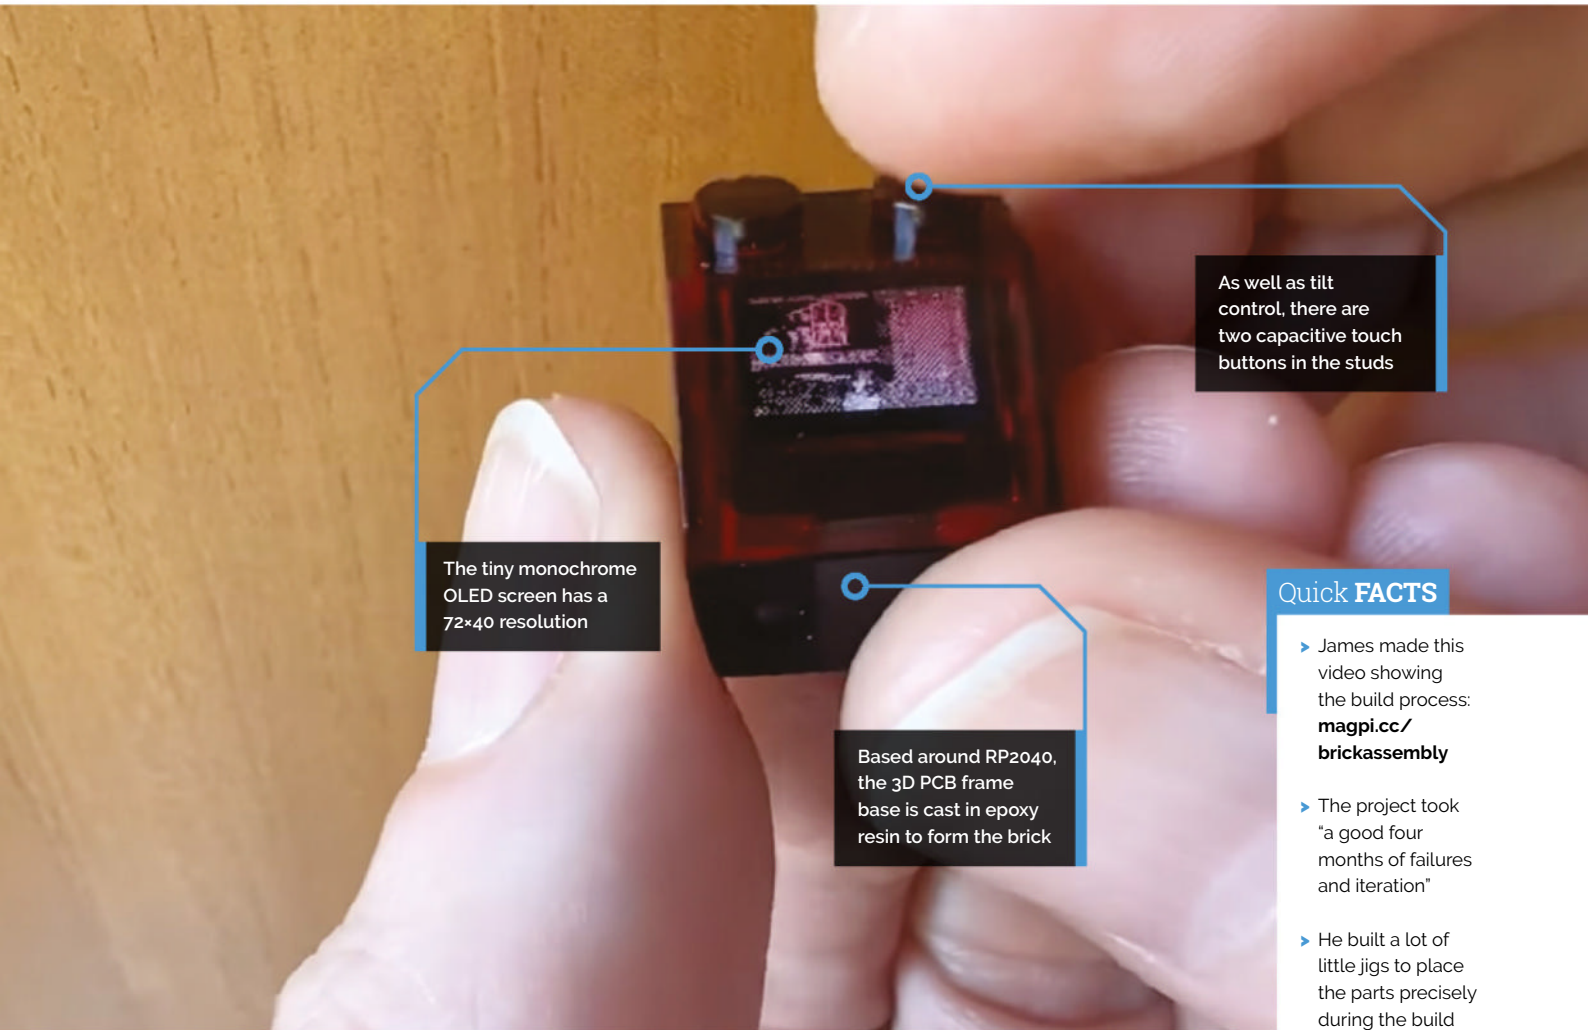 As well as tilt
control, there are
two capacitive touch
buttons in the studs
The tiny monochrome
OLED screen has a
72×40 resolution
Based around RP2040,
the 3D PCB frame
base is cast in epoxy
resin to form the brick
Quick FACTS
> James made this
video showing
the build process:
magpi.cc/
brickassembly
> The project took
“a good four
months of failures
and iteration”
> He built a lot of
little jigs to place
the parts precisely
during the build